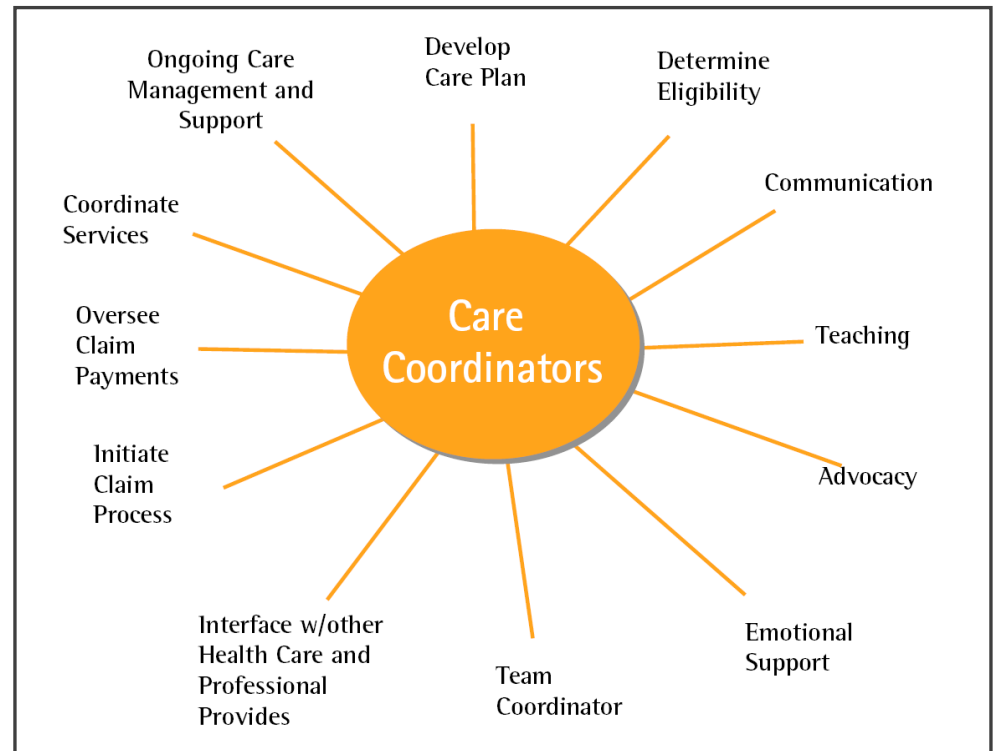 Ongoing Care
Management and
Support
Develop
Care Plan
Determine
Eligibility
Communication
Teaching
Advocacy
Emotional
Support
Team
Coordinator
Interface w/other
Health Care and
Professional
Provides
Initiate
Claim
Process
Oversee
Claim
Payments
Coordinate
Services
Care
Coordinators